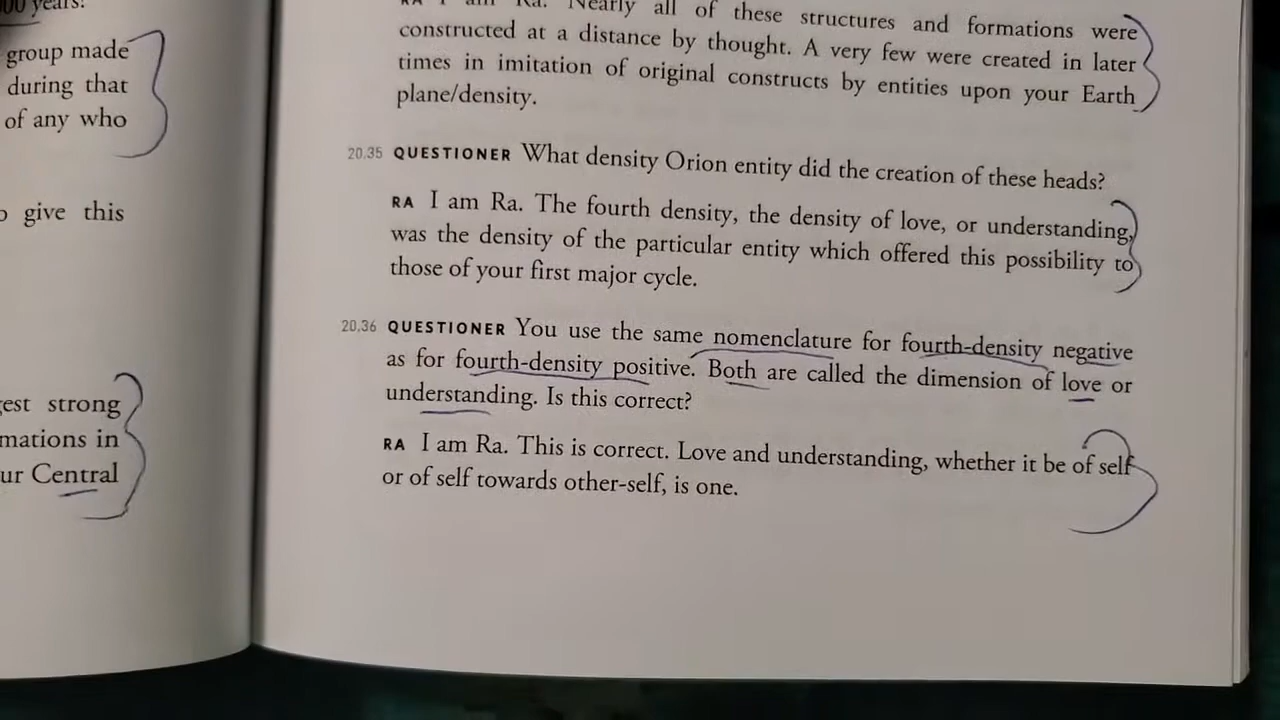 years.
group made
during that
of any who
give this
strong
in
Central
RA I am Ra. Nearly all of these structures and formations were
constructed at a distance by thought. A very few were created in later
times in imitation of original constructs by entities upon your Earth
plane/density.
20.35 QUESTIONER What density Orion entity did the creation of these heads?
RA I am Ra. The fourth density, the density of love, or understanding,
was the density of the particular entity which offered this possibility to
those of your first major cycle.
20.36 QUESTIONER You use the same nomenclature for fourth-density negative
as for fourth-density positive. Both are called the dimension of love or
understanding. Is this correct?
RA I am Ra. This is correct. Love and understanding, whether it be of self
or of self towards other-self, is one.